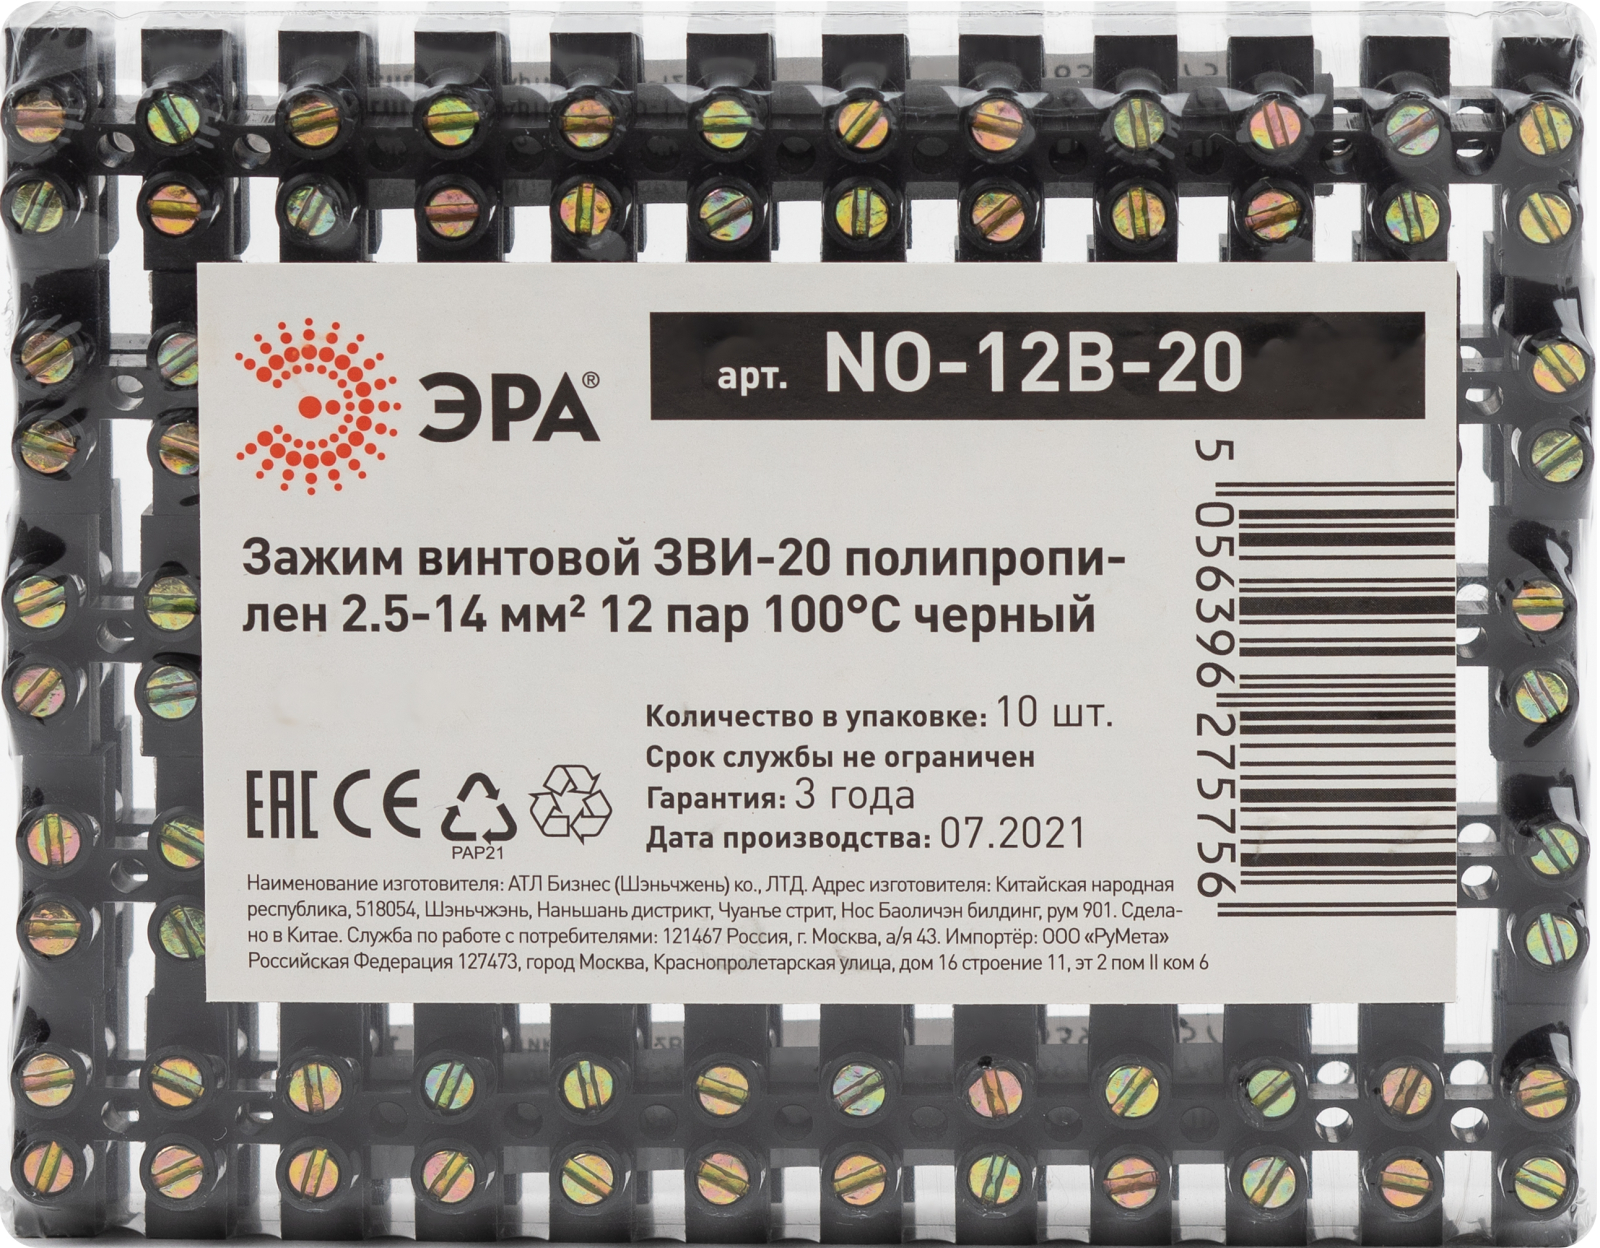 ЭРА®
арт. NO-12B-20
Зажим винтовой ЗВИ-20 полипропи-
лен 2.5-14 мм² 12 пар 100°С черный
Количество в упаковке: 10 шт.
Срок службы не ограничен
Гарантия: 3 года
Дата производства: 07.2021
EAC CE
PAP21
Наименование изготовителя: АТЛ Бизнес (Шэньчжень) ко., ЛТД. Адрес изготовителя: Китайская народная
республика, 518054, Шэньчжэнь, Наньшань дистрикт, Чуанъе стрит, Нос Баоличэн билдинг, рум 901. Сдела-
но в Китае. Служба по работе с потребителями: 121467 Россия, г. Москва, а/я 43. Импортёр: ООО «РуМета»
Российская Федерация 127473, город Москва, Краснопролетарская улица, дом 16 строение 11, эт 2 пом II ком 6
5 056396 275756